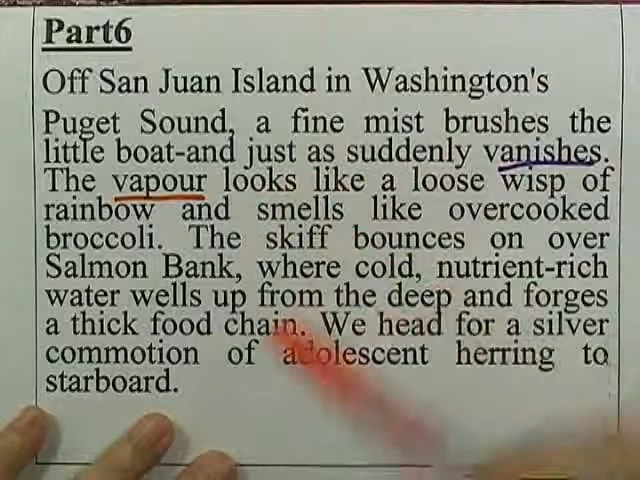 Part6
Off San Juan Island in Washington's
Puget Sound, a fine mist brushes the
little boat-and just as suddenly vanishes.
The vapour looks like a loose wisp of
rainbow and smells like overcooked
broccoli. The skiff bounces on over
Salmon Bank, where cold, nutrient-rich
water wells up from the deep and forges
a thick food chain. We head for a silver
commotion of adolescent herring to
starboard.